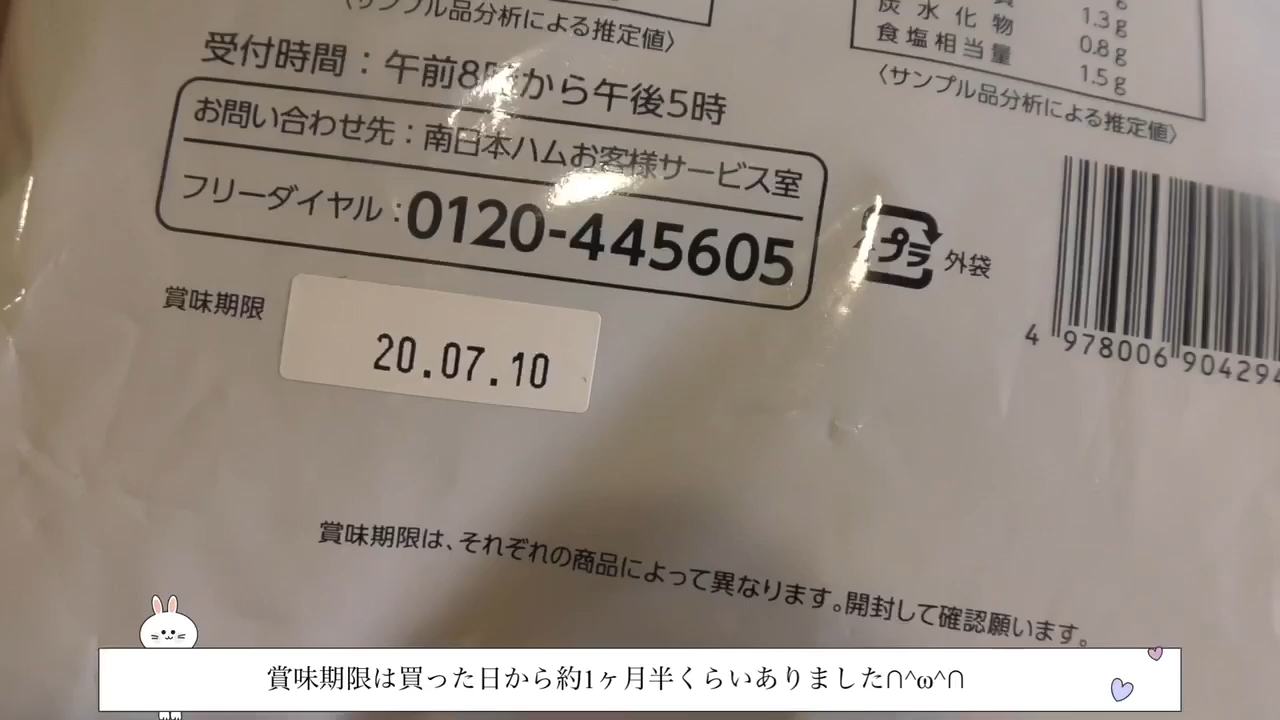 〈サンプル品分析による推定値〉
炭水化物 1.3g
食塩相当量 0.8g
1.5g
〈サンプル品分析による推定値〉
受付時間：午前8時から午後5時
お問い合わせ先：南日本ハムお客様サービス室
フリーダイヤル：0120-445605
プラ 外袋
賞味期限
20.07.10
4 978006 904294
賞味期限は、それぞれの商品によって異なります。開封して確認願います。
賞味期限は買った日から約1ヶ月半くらいありました∩^ω^∩